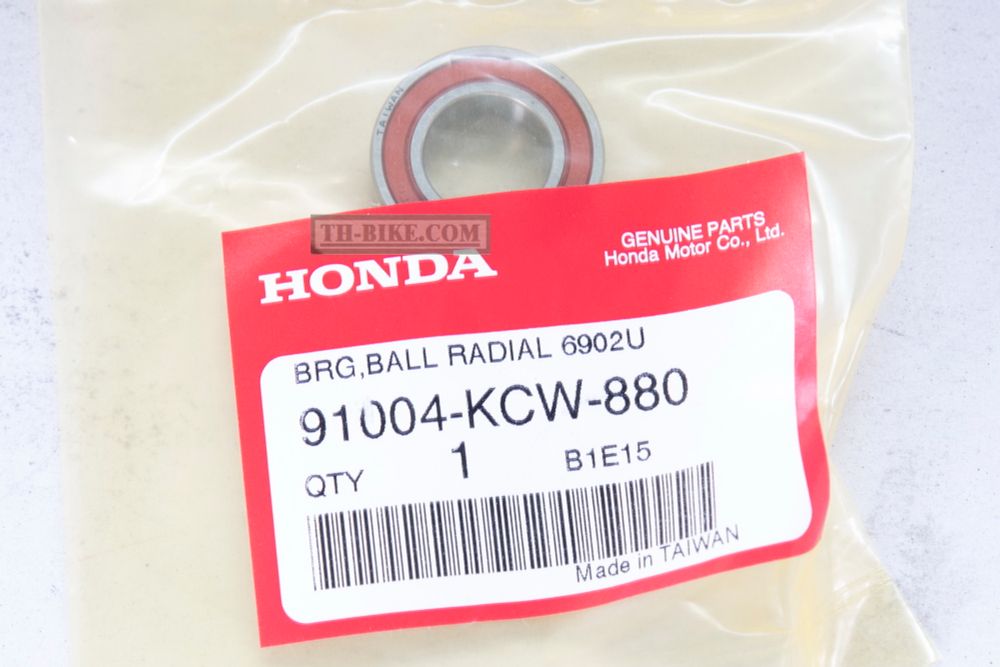 TAIWAN
TH-BIKE.COM
HONDA
GENUINE PARTS
Honda Motor Co., Ltd.
BRG,BALL RADIAL 6902U
91004-KCW-880
QTY 1 B1E15
Made in TAIWAN